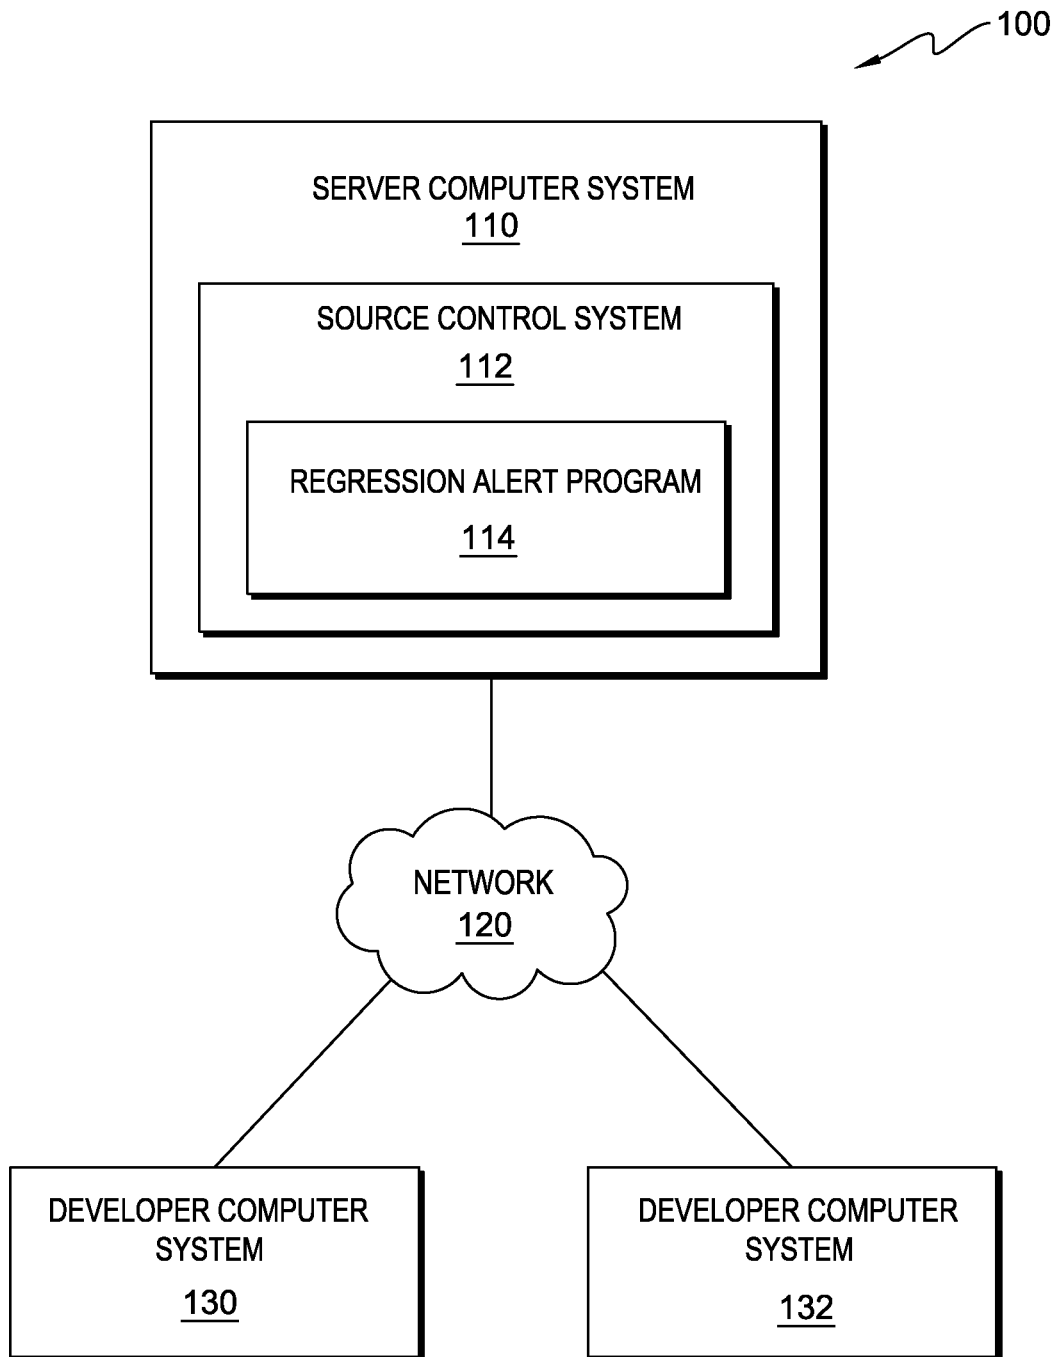 100
SERVER COMPUTER SYSTEM
110
SOURCE CONTROL SYSTEM
112
REGRESSION ALERT PROGRAM
114
NETWORK
120
DEVELOPER COMPUTER
SYSTEM
130
DEVELOPER COMPUTER
SYSTEM
132